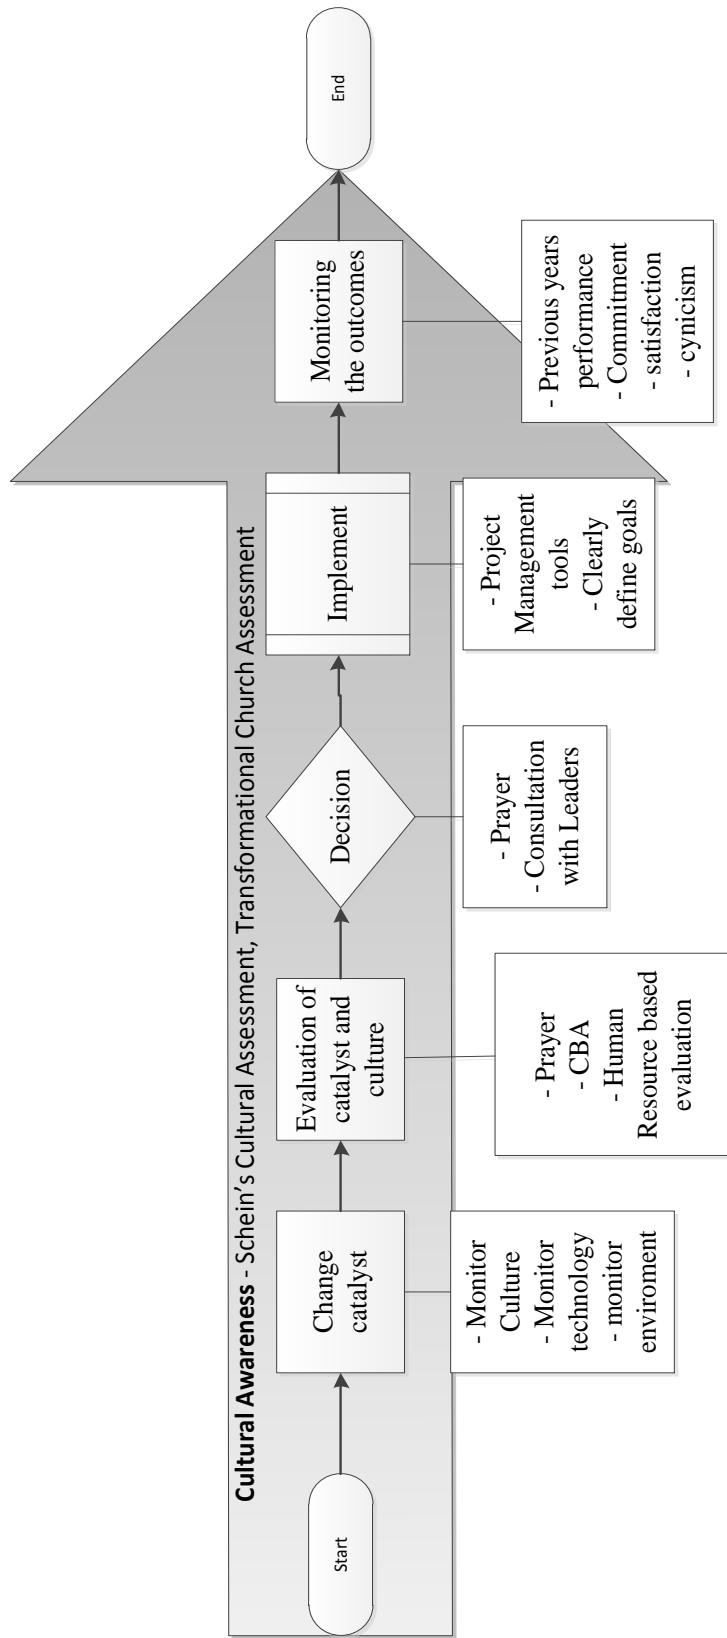 Cultural Awareness - Schein's Cultural Assessment, Transformational Church Assessment
Start
Change
catalyst
- Monitor
Culture
- Monitor
technology
- monitor
enviroment
Evaluation of
catalyst and
culture
- Prayer
- CBA
- Human
Resource based
evaluation
Decision
- Prayer
- Consultation
with Leaders
Implement
- Project
Management
tools
- Clearly
define goals
Monitoring
the outcomes
- Previous years
performance
- Commitment
- satisfaction
- cynicism
End